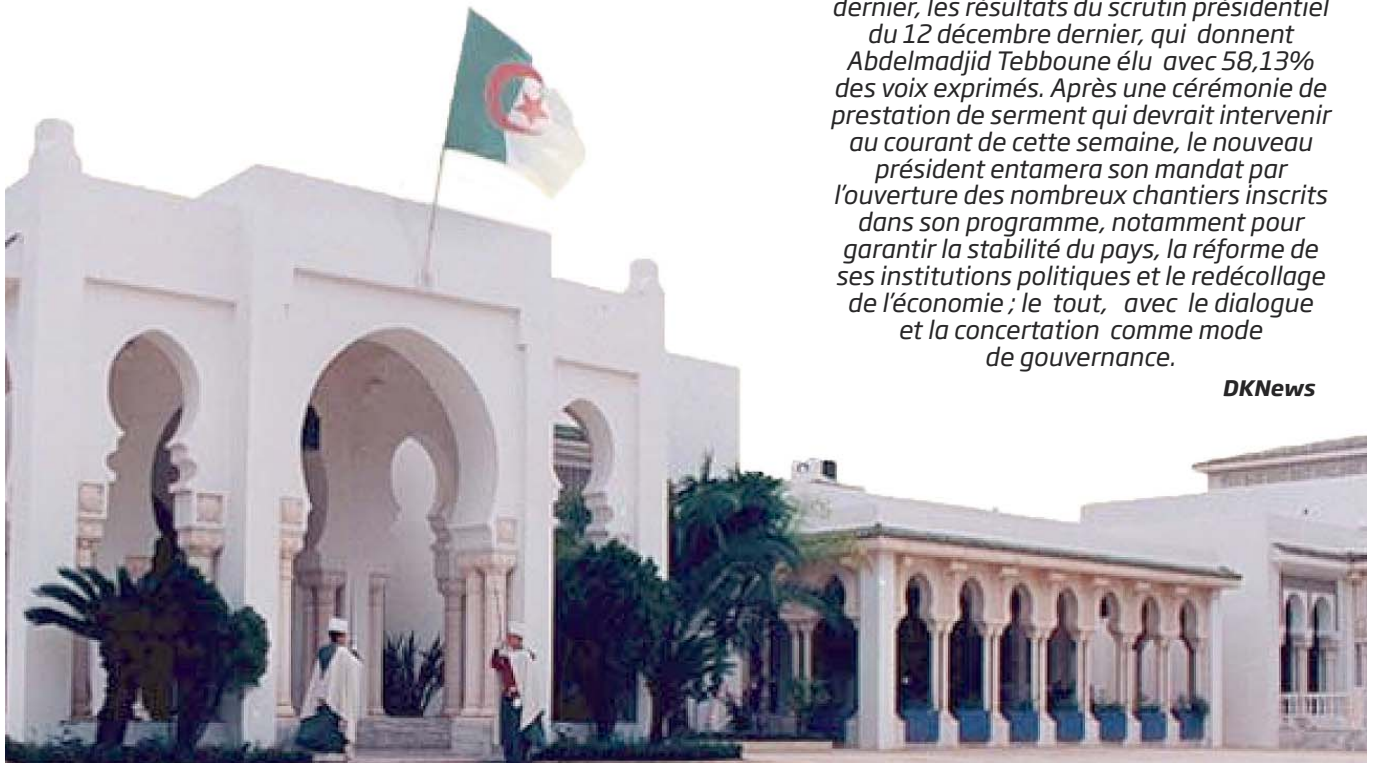 dernier, les résultats du scrutin présidentiel
du 12 décembre dernier, qui donnent
Abdelmadjid Tebboune élu avec 58,13%
des voix exprimés. Après une cérémonie de
prestation de serment qui devrait intervenir
au courant de cette semaine, le nouveau
président entamera son mandat par
l'ouverture des nombreux chantiers inscrits
dans son programme, notamment pour
garantir la stabilité du pays, la réforme de
ses institutions politiques et le redécollage
de l'économie ; le tout, avec le dialogue
et la concertation comme mode
de gouvernance.
DKNews